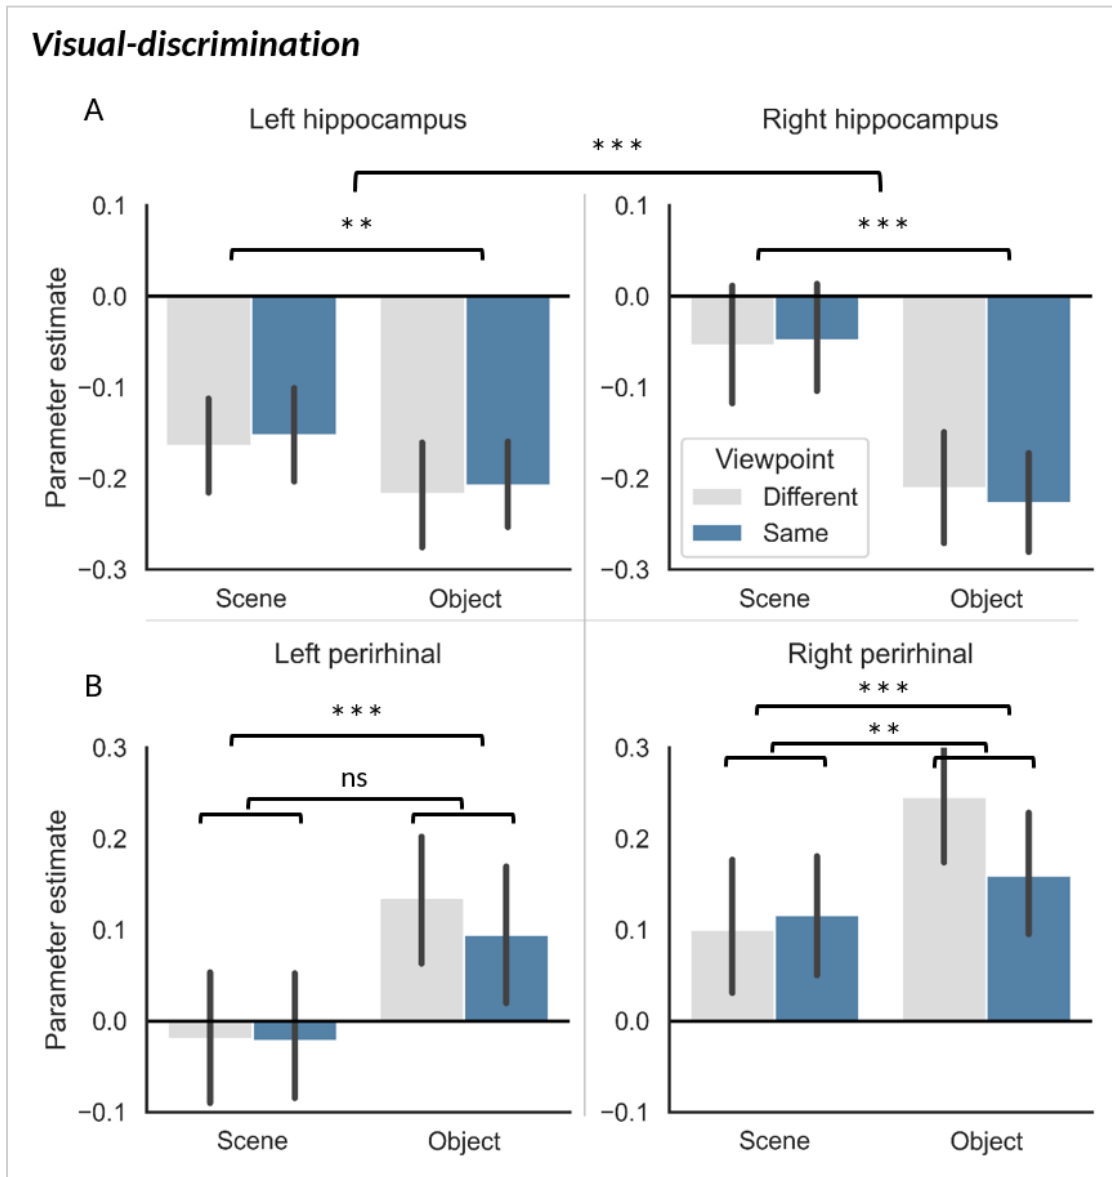 Visual-discrimination
A
Left hippocampus
Right hippocampus
***
**
***
Parameter estimate
0.1
0.0
−0.1
−0.2
−0.3
Scene
Object
0.1
0.0
−0.1
−0.2
−0.3
Viewpoint
Different
Same
Scene
Object
B
Left perirhinal
Right perirhinal
***
ns
***
**
Parameter estimate
0.3
0.2
0.1
0.0
−0.1
Scene
Object
0.3
0.2
0.1
0.0
−0.1
Scene
Object